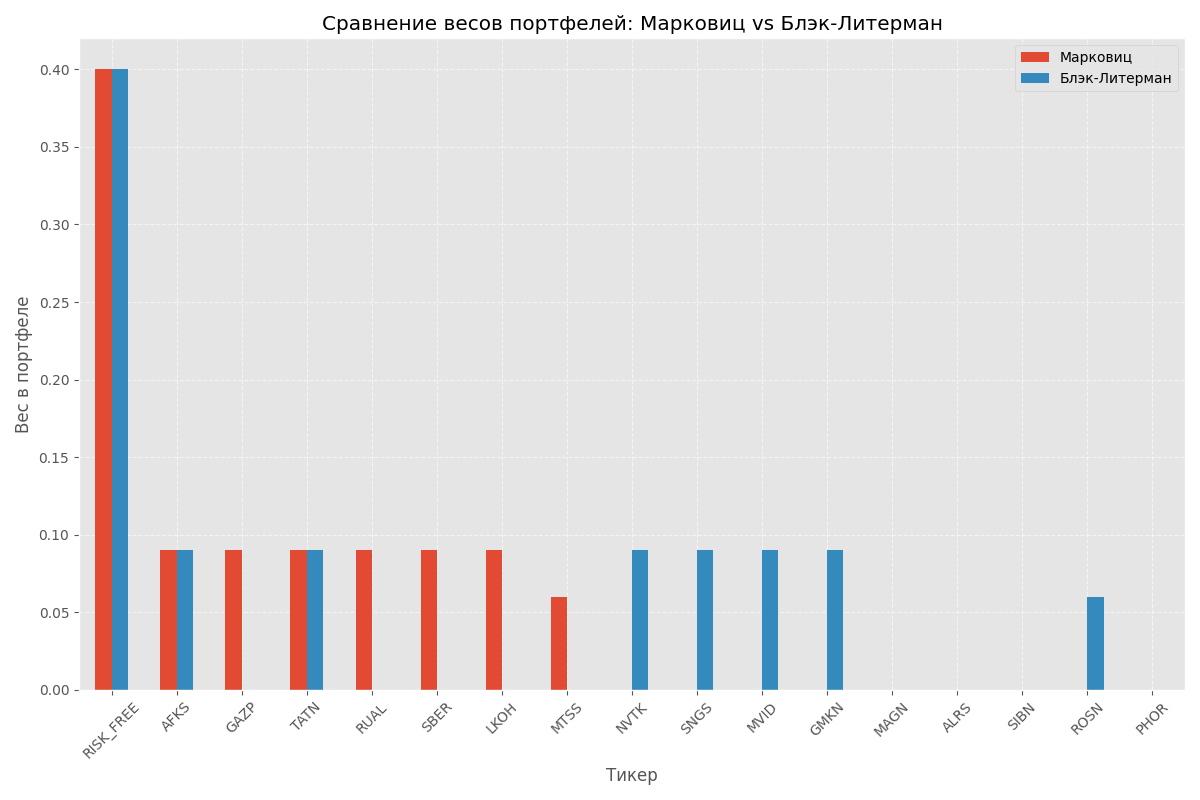 Сравнение весов портфелей: Марковиц vs Блэк-Литерман
Марковиц
Блэк-Литерман
Вес в портфеле
0.40
0.35
0.30
0.25
0.20
0.15
0.10
0.05
0.00
RISK_FREE
AFKS
GAZP
TATN
RUAL
SBER
LKOH
MTSS
NVTK
SNGS
MVID
GMKN
MAGN
ALRS
SIBN
ROSN
PHOR
Тикер